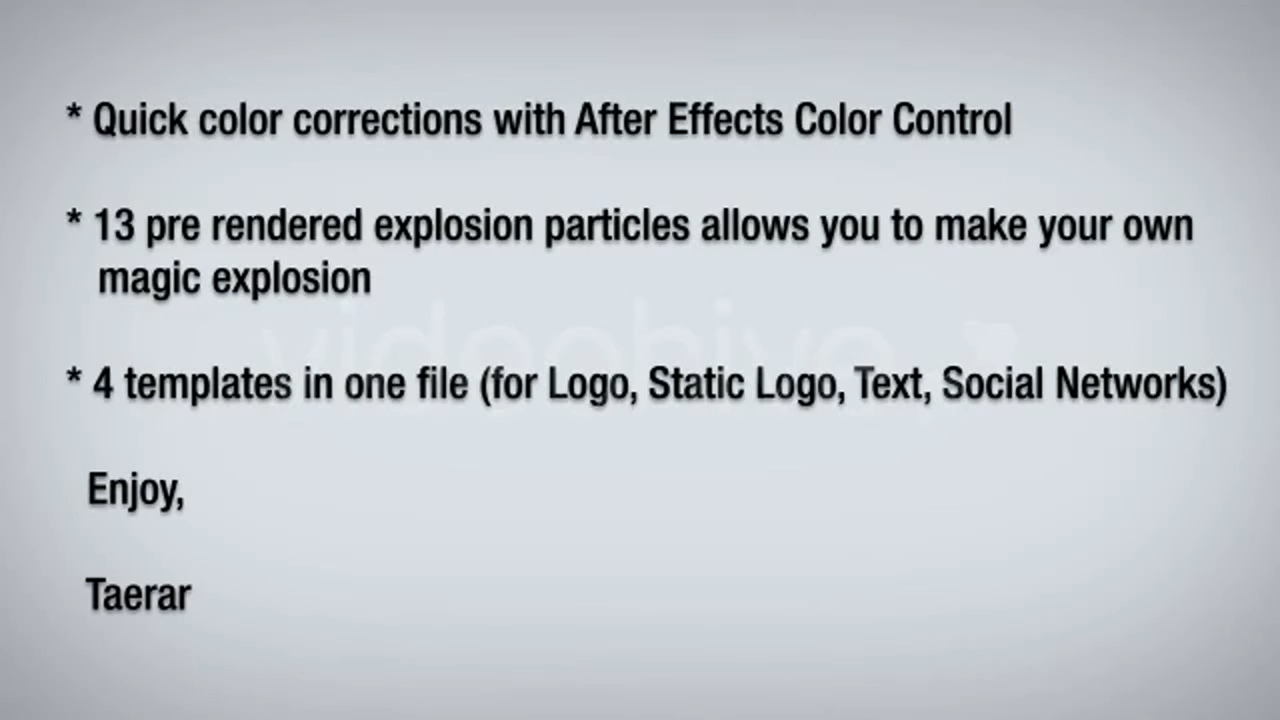 * Quick color corrections with After Effects Color Control
* 13 pre rendered explosion particles allows you to make your own
magic explosion
videohive
* 4 templates in one file (for Logo, Static Logo, Text, Social Networks)
Enjoy,
Taerar